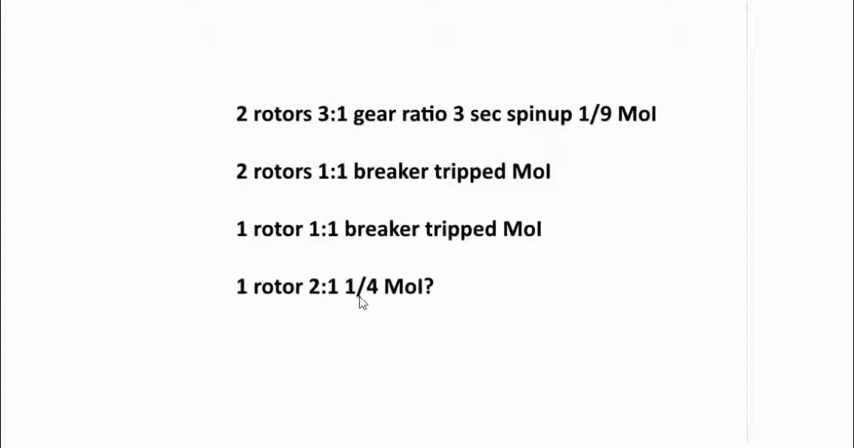 2 rotors 3:1 gear ratio 3 sec spinup 1/9 MoI
2 rotors 1:1 breaker tripped MoI
1 rotor 1:1 breaker tripped MoI
1 rotor 2:1 1/4 MoI?